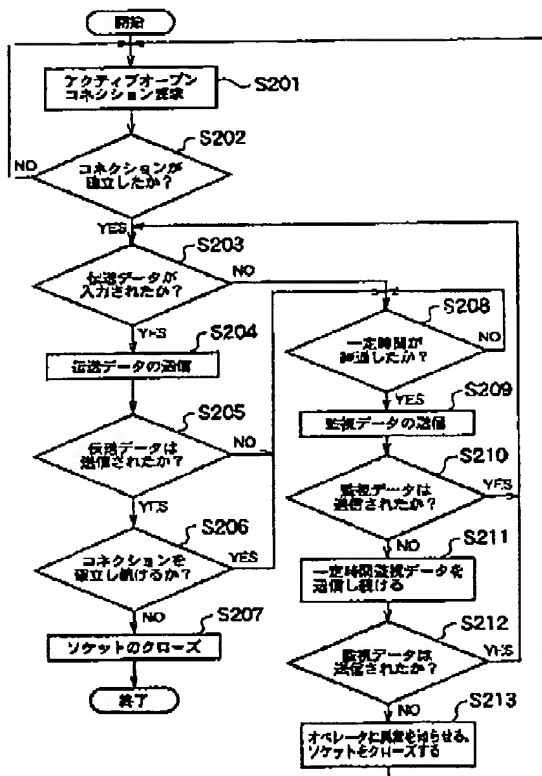 開始
アクティブオープン
コネクション要求
S201
S202
コネクションが
確立したか?
NO
YES
S203
伝送データが
入力されたか?
NO
YES
S204
伝送データの送信
S205
伝送データは
送信されたか?
NO
YES
S206
コネクションを
確立し続けるか?
YES
NO
S207
ソケットのクローズ
終了
S208
一定時間が
経過したか?
NO
YES
S209
監視データの送信
S210
監視データは
送信されたか?
YES
NO
S211
一定時間監視データを
送信し続ける
S212
監視データは
送信されたか?
YES
NO
S213
オペレータに異常を知らせる、
ソケットをクローズする